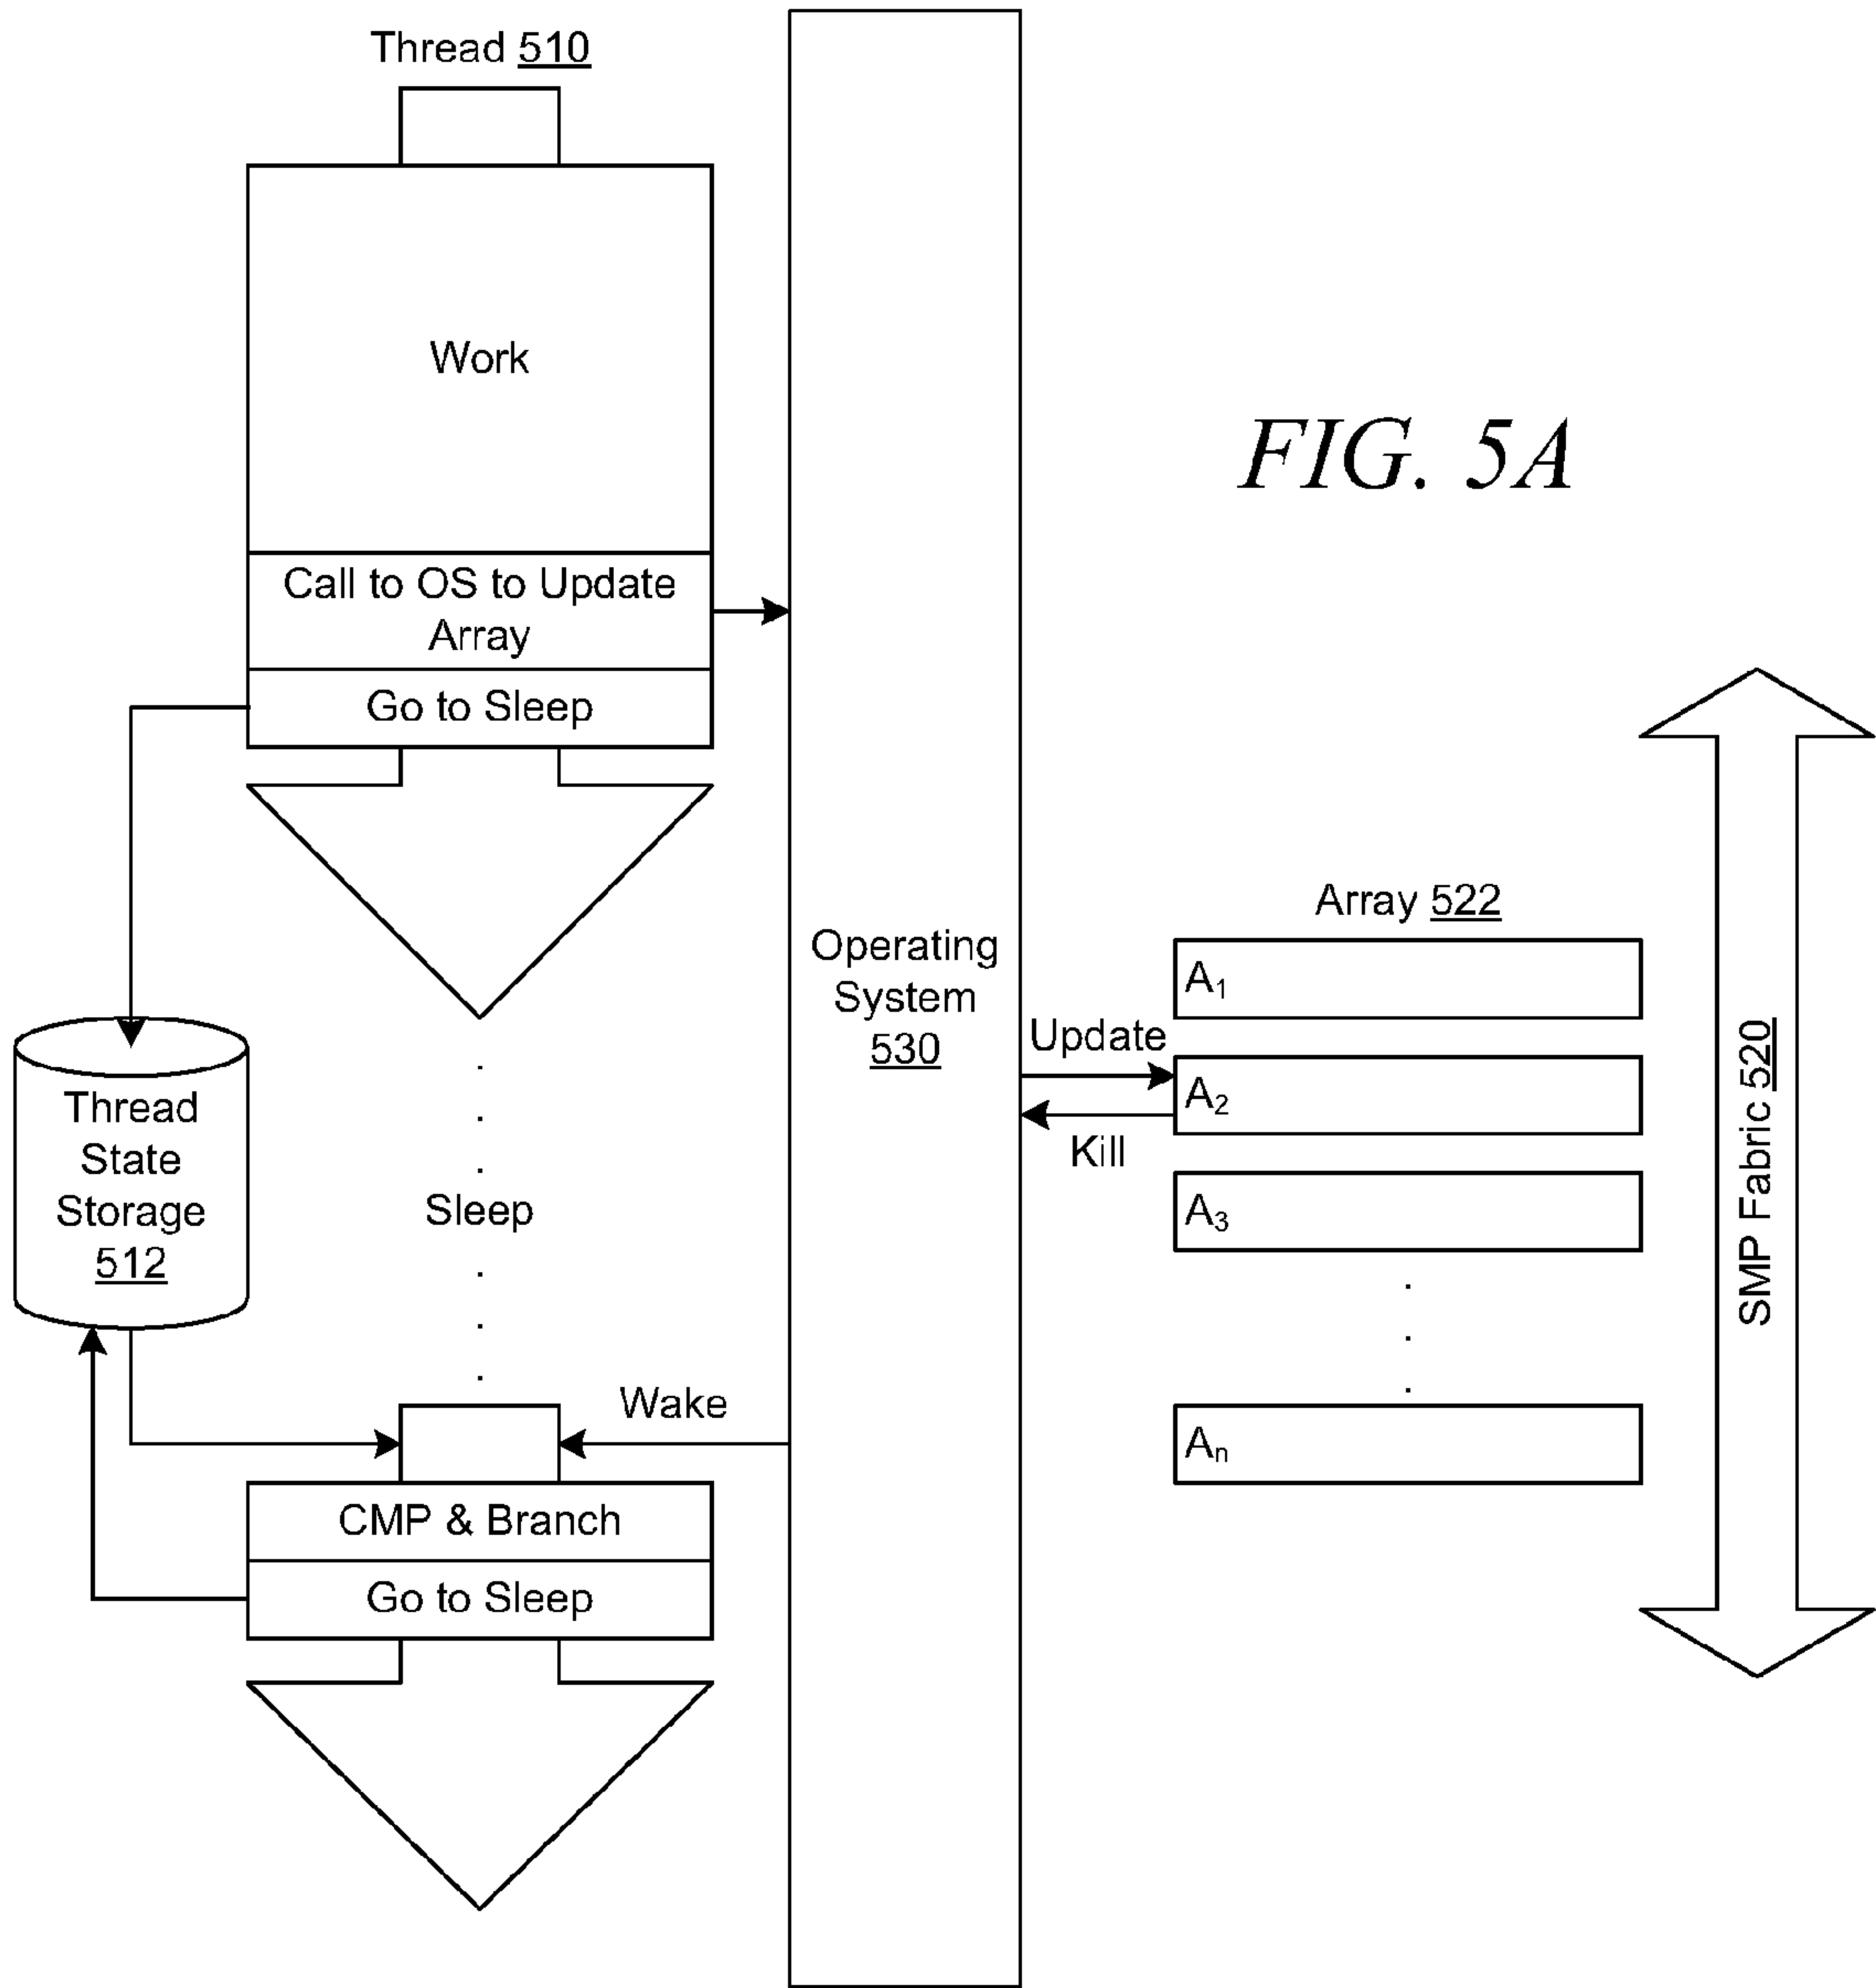 Thread 510
Work
FIG. 5A
Call to OS to Update
Array
Go to Sleep
Array 522
Operating
System
530
A1
Update
A2
Kill
A3
An
SMP Fabric 520
Thread
State
Storage
512
.
.
.
Sleep
.
.
.
.
.
.
Wake
CMP & Branch
Go to Sleep